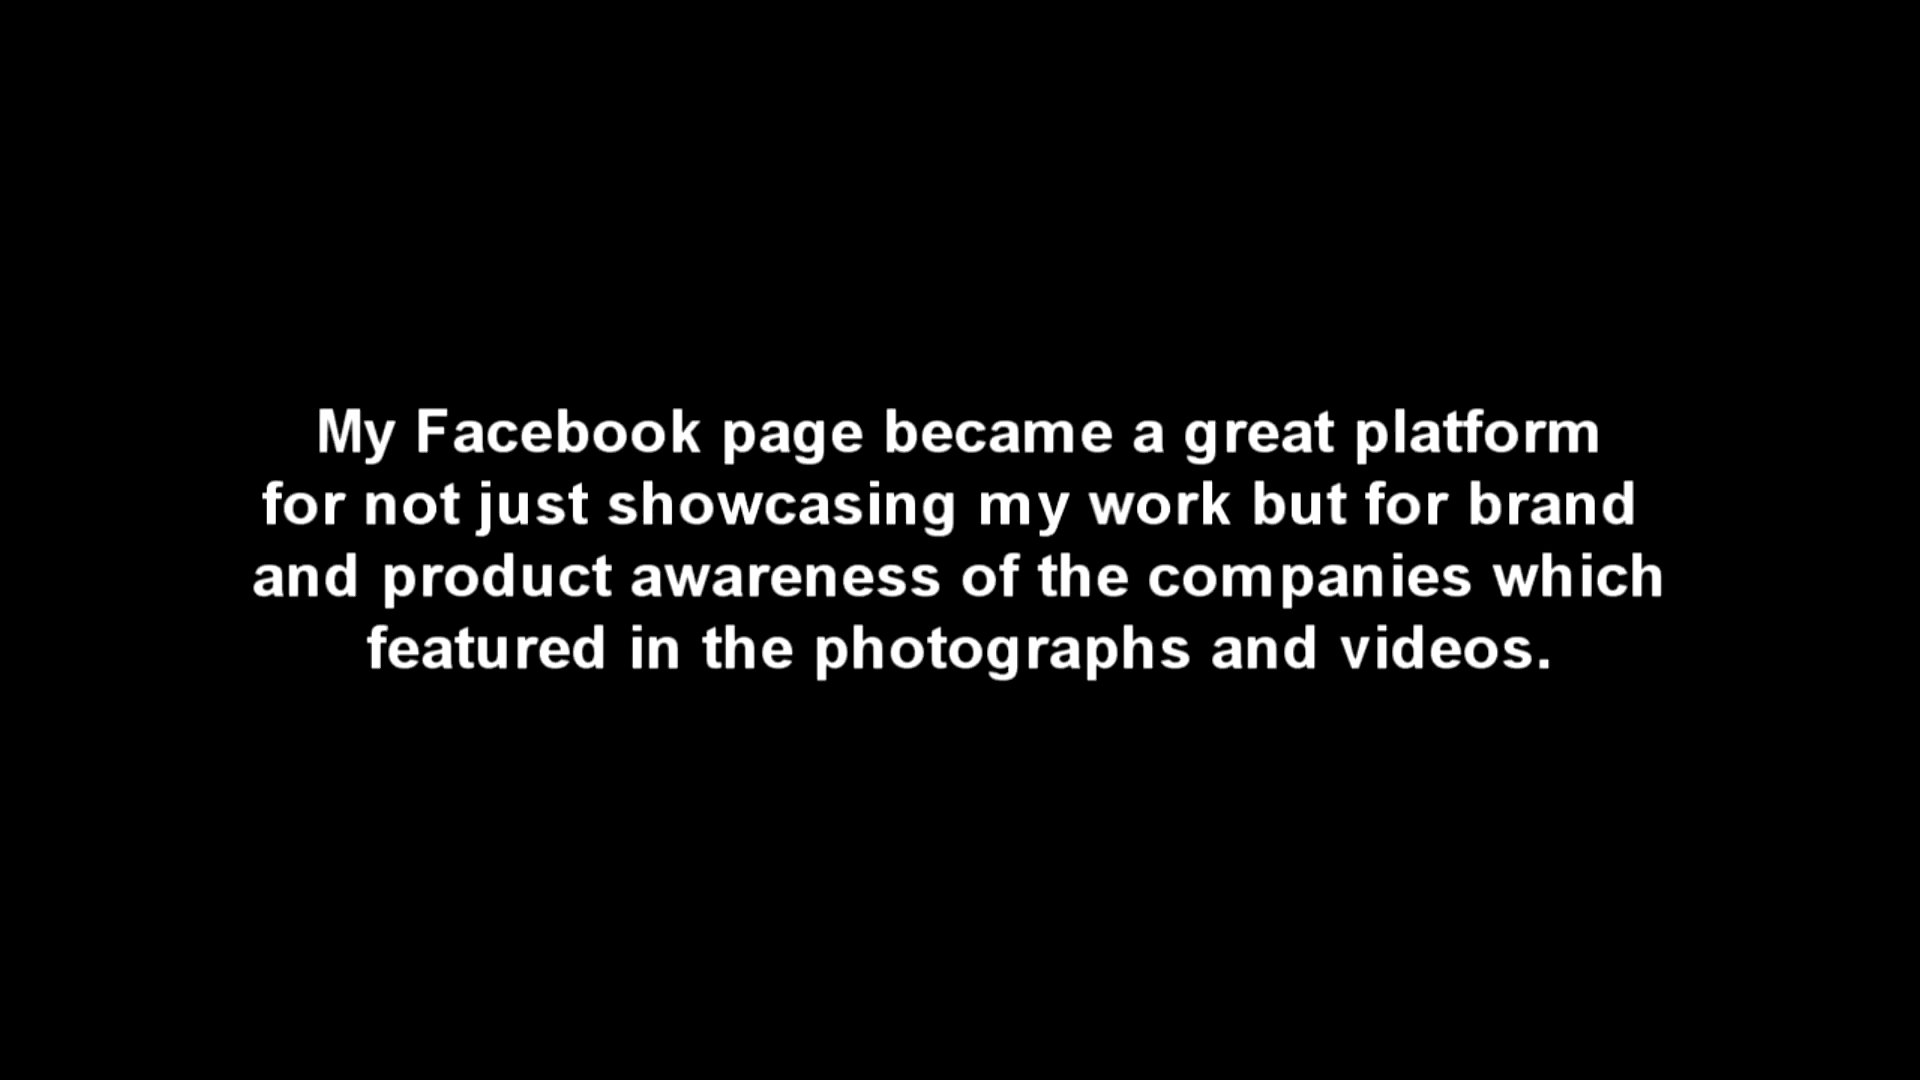 My Facebook page became a great platform
for not just showcasing my work but for brand
and product awareness of the companies which
featured in the photographs and videos.